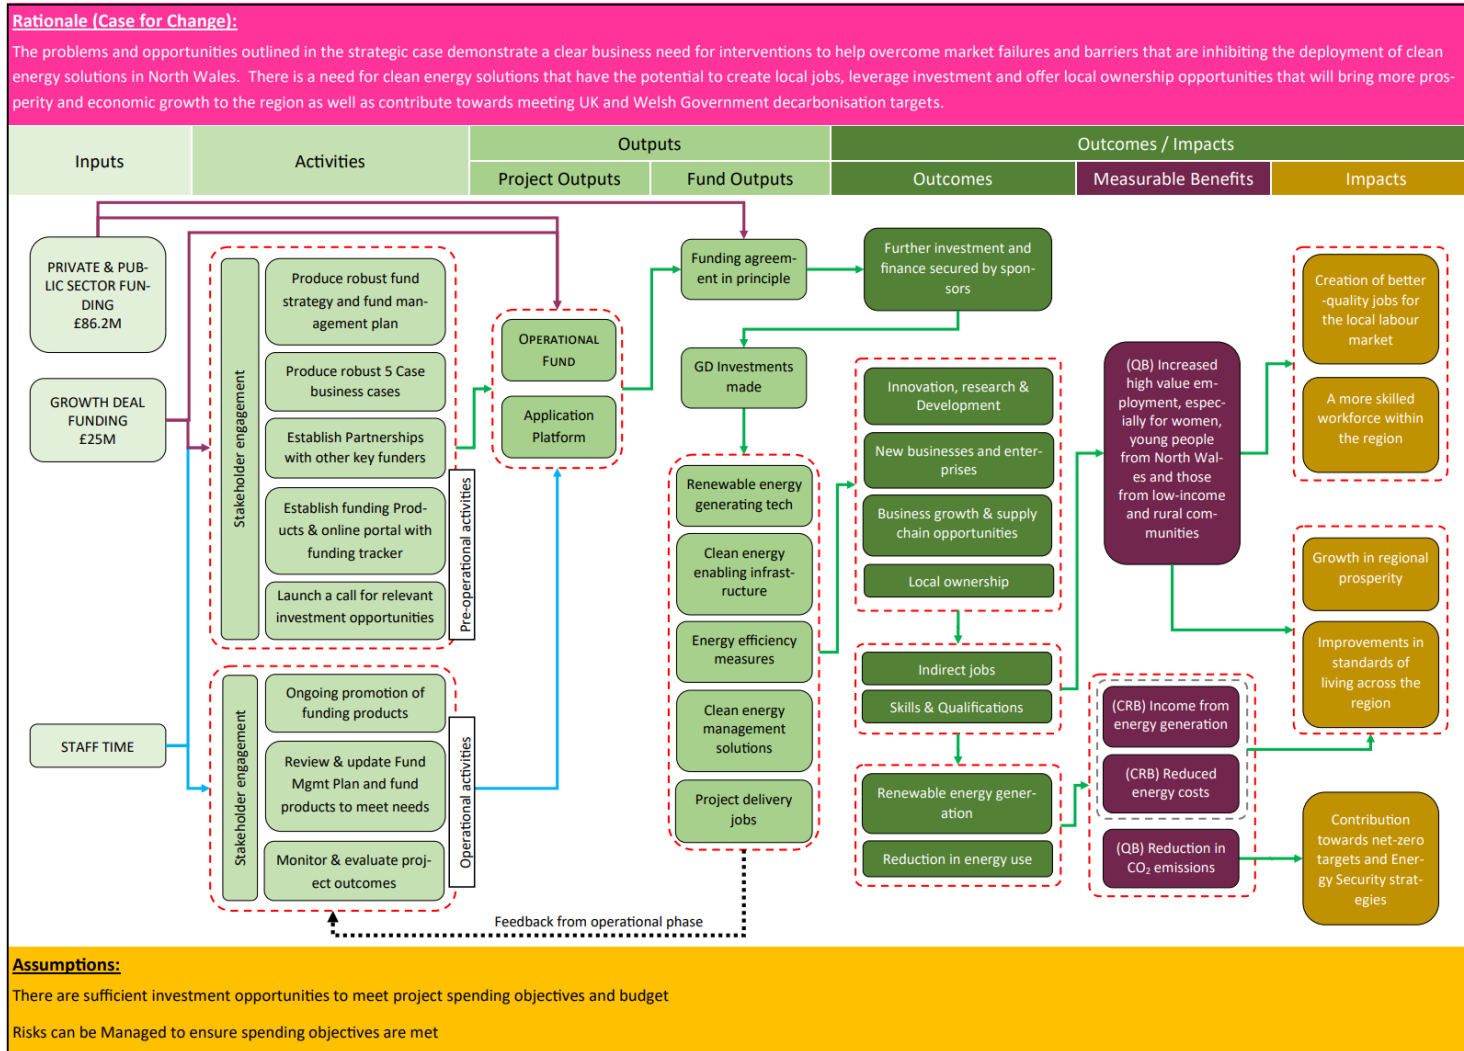 Rationale (Case for Change):
The problems and opportunities outlined in the strategic case demonstrate a clear business need for interventions to help overcome market failures and barriers that are inhibiting the deployment of clean
energy solutions in North Wales.  There is a need for clean energy solutions that have the potential to create local jobs, leverage investment and offer local ownership opportunities that will bring more pros-
perity and economic growth to the region as well as contribute towards meeting UK and Welsh Government decarbonisation targets.
Inputs
Activities
Outputs
Project Outputs
Fund Outputs
Outcomes / Impacts
Outcomes
Measurable Benefits
Impacts
PRIVATE & PUB-
LIC SECTOR FUN-
DING
£86.2M
GROWTH DEAL
FUNDING
£25M
STAFF TIME
Stakeholder engagement
Produce robust fund
strategy and fund man-
agement plan
Produce robust 5 Case
business cases
Establish Partnerships
with other key funders
Establish funding Prod-
ucts & online portal with
funding tracker
Launch a call for relevant
investment opportunities
Pre-operational activities
Stakeholder engagement
Ongoing promotion of
funding products
Review & update Fund
Mgmt Plan and fund
products to meet needs
Monitor & evaluate proj-
ect outcomes
Operational activities
OPERATIONAL
FUND
Application
Platform
Funding agreem-
ent in principle
GD Investments
made
Renewable energy
generating tech
Clean energy
enabling infrast-
ructure
Energy efficiency
measures
Clean energy
management
solutions
Project delivery
jobs
Feedback from operational phase
Further investment and
finance secured by spon-
sors
Innovation, research &
Development
New businesses and enter-
prises
Business growth & supply
chain opportunities
Local ownership
Indirect jobs
Skills & Qualifications
Renewable energy gener-
ation
Reduction in energy use
(QB) Increased
high value em-
ployment, espec-
ially for women,
young people
from North Wal-
es and those
from low-income
and rural com-
munities
(CRB) Income from
energy generation
(CRB) Reduced
energy costs
(QB) Reduction in
CO₂ emissions
Creation of better
-quality jobs for
the local labour
market
A more skilled
workforce within
the region
Growth in regional
prosperity
Improvements in
standards of
living across the
region
Contribution
towards net-zero
targets and Ener-
gy Security strat-
egies
Assumptions:
There are sufficient investment opportunities to meet project spending objectives and budget
Risks can be Managed to ensure spending objectives are met